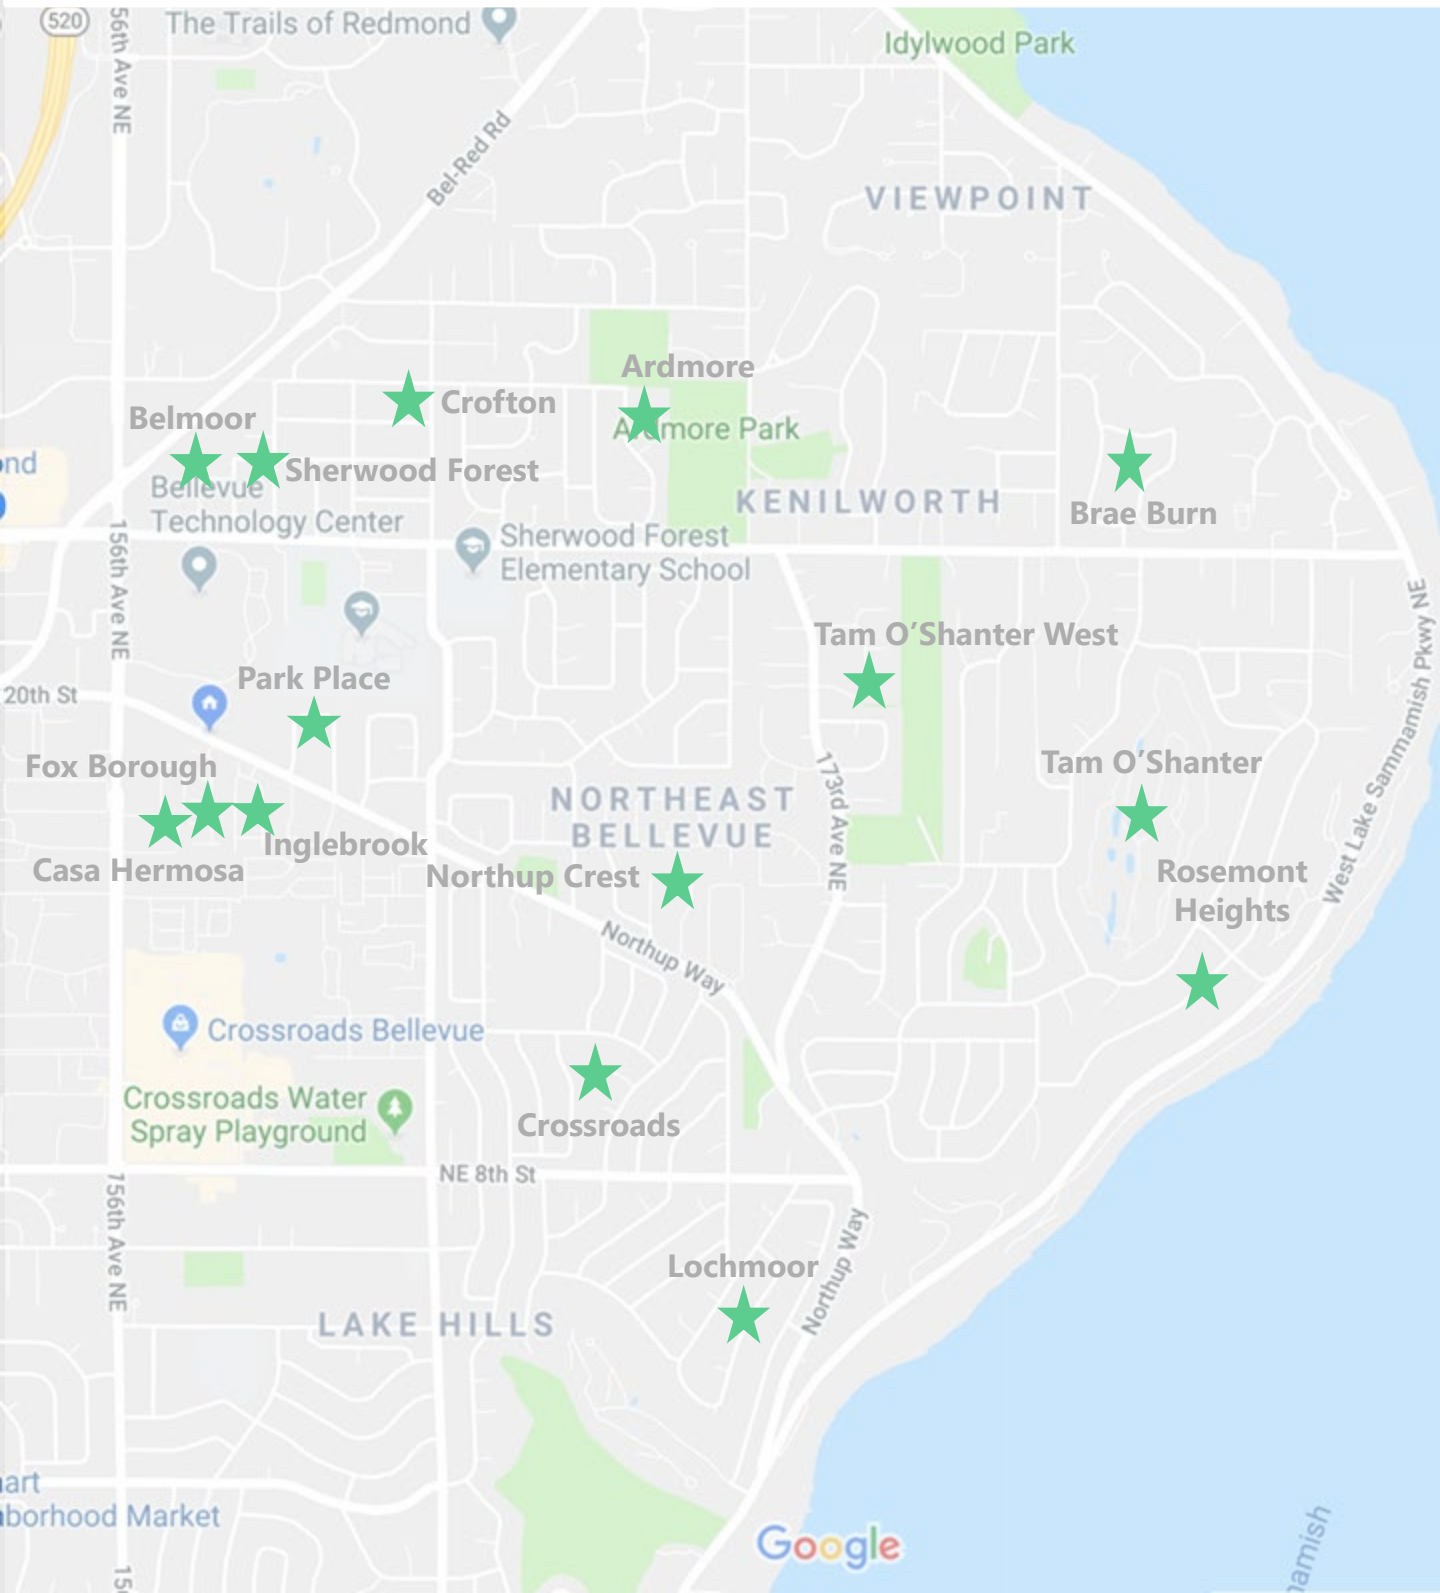 520
156th Ave NE
The Trails of Redmond
Idylwood Park
Bel-Red Rd
VIEWPOINT
Ardmore
Crofton
Belmoor
Ardmore Park
Sherwood Forest
Bellevue
Technology Center
KENILWORTH
Brae Burn
156th Ave NE
Sherwood Forest
Elementary School
West Lake Sammamish Pkwy NE
Tam O’Shanter West
Park Place
20th St
Fox Borough
173rd Ave NE
Tam O’Shanter
NORTHEAST
BELLEVUE
Inglebrook
Casa Hermosa
Northup Crest
Rosemont
Heights
Northup Way
Crossroads Bellevue
Crossroads Water
Spray Playground
Crossroads
NE 8th St
156th Ave NE
Northup Way
Lochmoor
LAKE HILLS
Market
Google